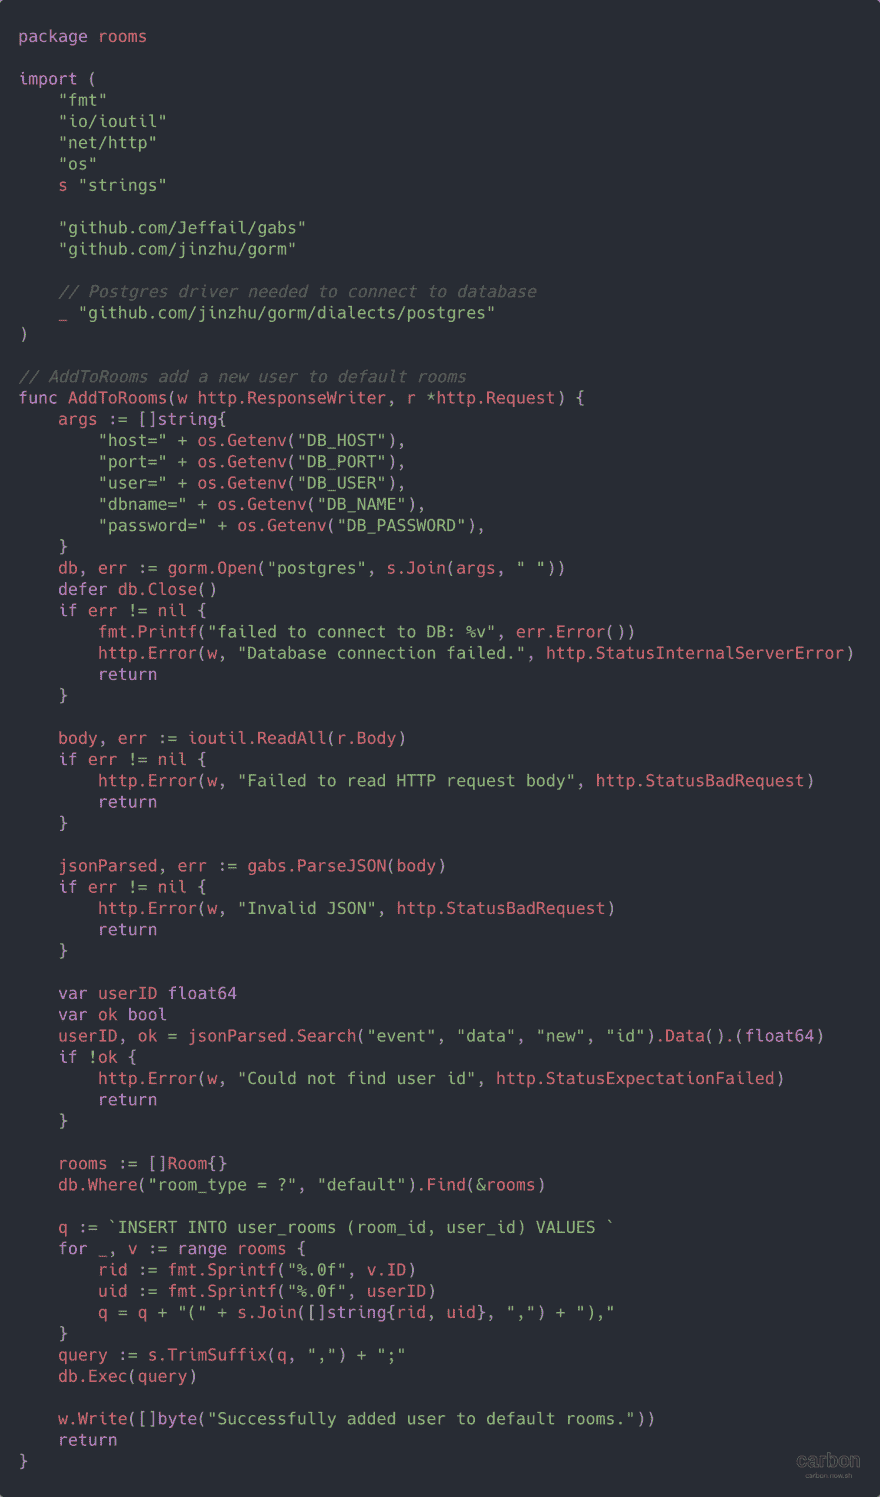 package rooms

import (
    "fmt"
    "io/ioutil"
    "net/http"
    "os"
    s "strings"

    "github.com/Jeffail/gabs"
    "github.com/jinzhu/gorm"

    // Postgres driver needed to connect to database
    _ "github.com/jinzhu/gorm/dialects/postgres"
)

// AddToRooms add a new user to default rooms
func AddToRooms(w http.ResponseWriter, r *http.Request) {
    args := []string{
        "host=" + os.Getenv("DB_HOST"),
        "port=" + os.Getenv("DB_PORT"),
        "user=" + os.Getenv("DB_USER"),
        "dbname=" + os.Getenv("DB_NAME"),
        "password=" + os.Getenv("DB_PASSWORD"),
    }
    db, err := gorm.Open("postgres", s.Join(args, " "))
    defer db.Close()
    if err != nil {
        fmt.Printf("failed to connect to DB: %v", err.Error())
        http.Error(w, "Database connection failed.", http.StatusInternalServerError)
        return
    }

    body, err := ioutil.ReadAll(r.Body)
    if err != nil {
        http.Error(w, "Failed to read HTTP request body", http.StatusBadRequest)
        return
    }

    jsonParsed, err := gabs.ParseJSON(body)
    if err != nil {
        http.Error(w, "Invalid JSON", http.StatusBadRequest)
        return
    }

    var userID float64
    var ok bool
    userID, ok = jsonParsed.Search("event", "data", "new", "id").Data().(float64)
    if !ok {
        http.Error(w, "Could not find user id", http.StatusExpectationFailed)
        return
    }

    rooms := []Room{}
    db.Where("room_type = ?", "default").Find(&rooms)

    q := `INSERT INTO user_rooms (room_id, user_id) VALUES `
    for _, v := range rooms {
        rid := fmt.Sprintf("%.0f", v.ID)
        uid := fmt.Sprintf("%.0f", userID)
        q = q + "(" + s.Join([]string{rid, uid}, ",") + "),"
    }
    query := s.TrimSuffix(q, ",") + ";"
    db.Exec(query)

    w.Write([]byte("Successfully added user to default rooms."))
    return
}
carbon
carbon.now.sh